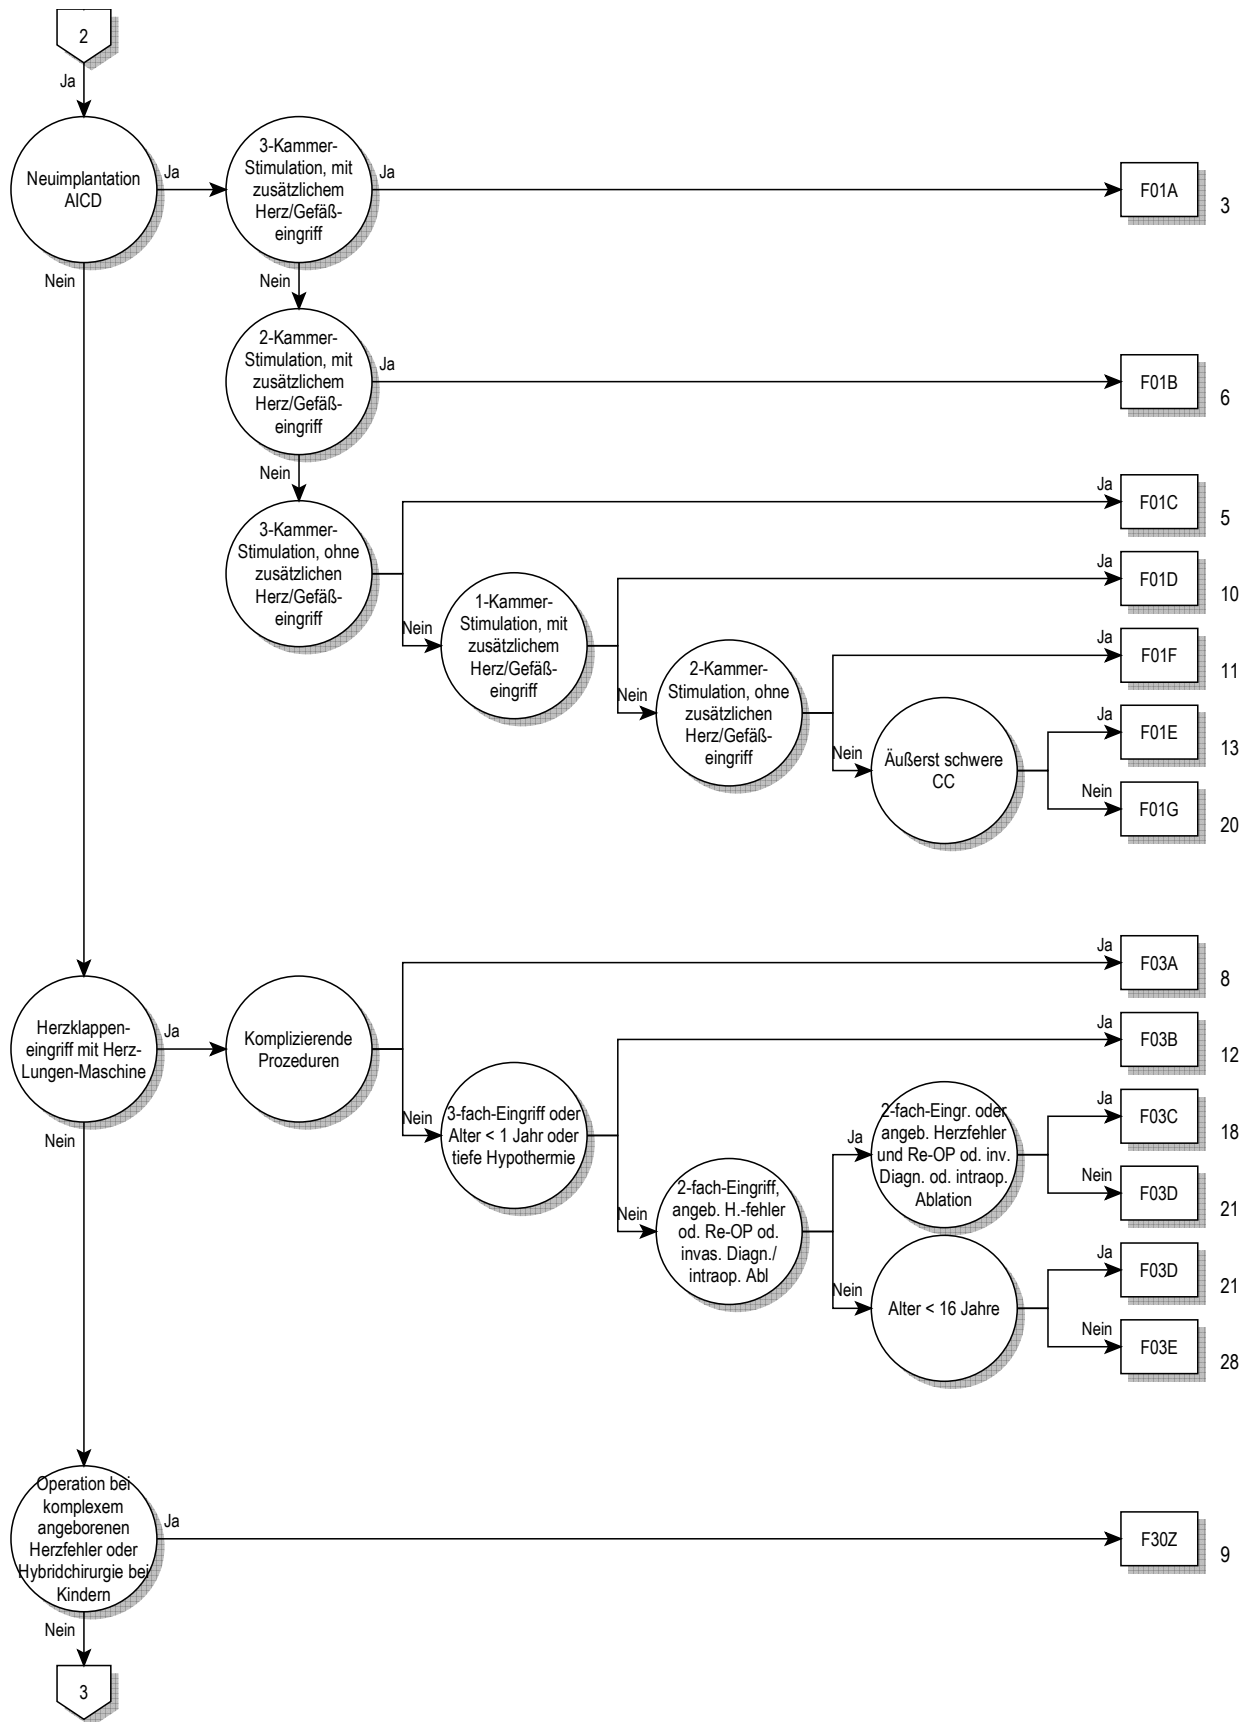 2
Ja
Neuimplantation
AICD
Ja
3-Kammer-
Stimulation, mit
zusätzlichem
Herz/Gefäß-
eingriff
Ja
F01A
3
Nein
Nein
2-Kammer-
Stimulation, mit
zusätzlichem
Herz/Gefäß-
eingriff
Ja
F01B
6
Nein
3-Kammer-
Stimulation, ohne
zusätzlichen
Herz/Gefäß-
eingriff
Ja
F01C
5
Nein
1-Kammer-
Stimulation, mit
zusätzlichem
Herz/Gefäß-
eingriff
Ja
F01D
10
Nein
2-Kammer-
Stimulation, ohne
zusätzlichen
Herz/Gefäß-
eingriff
Ja
F01F
11
Nein
Äußerst schwere
CC
Ja
F01E
13
Nein
F01G
20
Herzklappen-
eingriff mit Herz-
Lungen-Maschine
Ja
Komplizierende
Prozeduren
Ja
F03A
8
Nein
3-fach-Eingriff oder
Alter < 1 Jahr oder
tiefe Hypothermie
Ja
F03B
12
Nein
2-fach-Eingriff,
angeb. H.-fehler
od. Re-OP od.
invas. Diagn./
intraop. Abl
Ja
2-fach-Eingr. oder
angeb. Herzfehler
und Re-OP od. inv.
Diagn. od. intraop.
Ablation
Ja
F03C
18
Nein
F03D
21
Nein
Alter < 16 Jahre
Ja
F03D
21
Nein
F03E
28
Nein
Operation bei
komplexem
angeborenen
Herzfehler oder
Hybridchirurgie bei
Kindern
Ja
F30Z
9
Nein
3